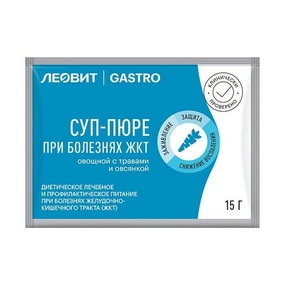 ЛЕОВИТ | GASTRO
КЛИНИЧЕСКИ ПРОВЕРЕНО
СУП-ПЮРЕ
ПРИ БОЛЕЗНЯХ ЖКТ
овощной с травами
и овсянкой
ЗАЖИВЛЕНИЕ
ЗАЩИТА
СНИЖЕНИЕ ВОСПАЛЕНИЯ
ДИЕТИЧЕСКОЕ ЛЕЧЕБНОЕ
И ПРОФИЛАКТИЧЕСКОЕ ПИТАНИЕ
ПРИ БОЛЕЗНЯХ ЖЕЛУДОЧНО-
КИШЕЧНОГО ТРАКТА (ЖКТ)
15 Г